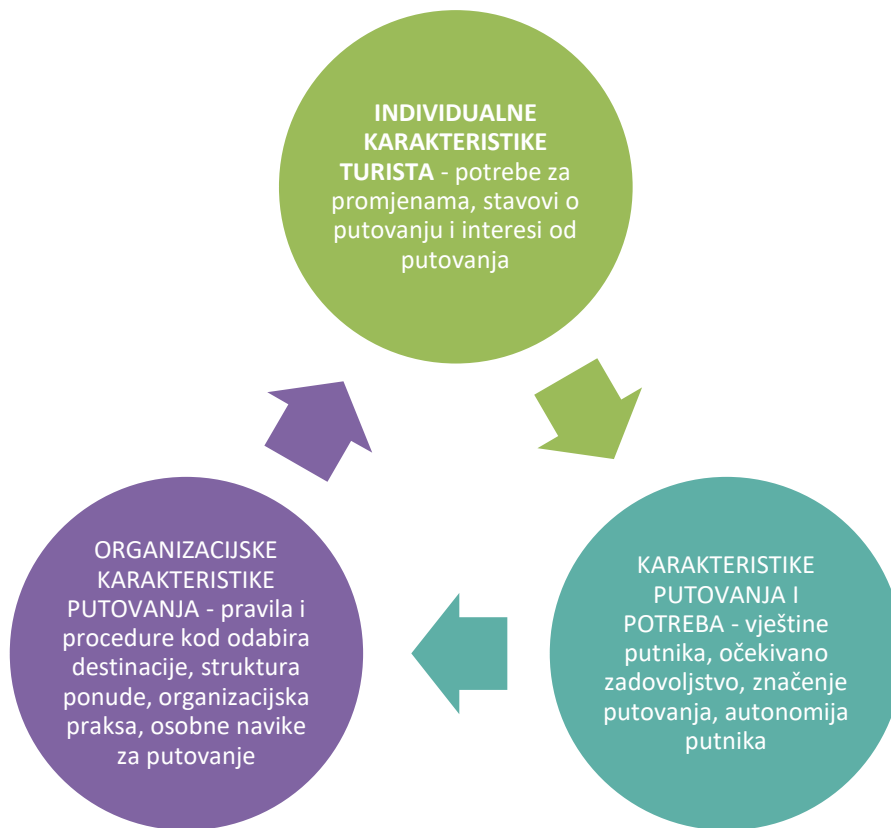 INDIVIDUALNE
KARAKTERISTIKE
TURISTA - potrebe za
promjenama, stavovi o
putovanju i interesi od
putovanja
ORGANIZACIJSKE
KARAKTERISTIKE
PUTOVANJA - pravila i
procedure kod odabira
destinacije, struktura
ponude, organizacijska
praksa, osobne navike
za putovanje
KARAKTERISTIKE
PUTOVANJA I
POTREBA - vještine
putnika, očekivano
zadovoljstvo, značenje
putovanja, autonomija
putnika